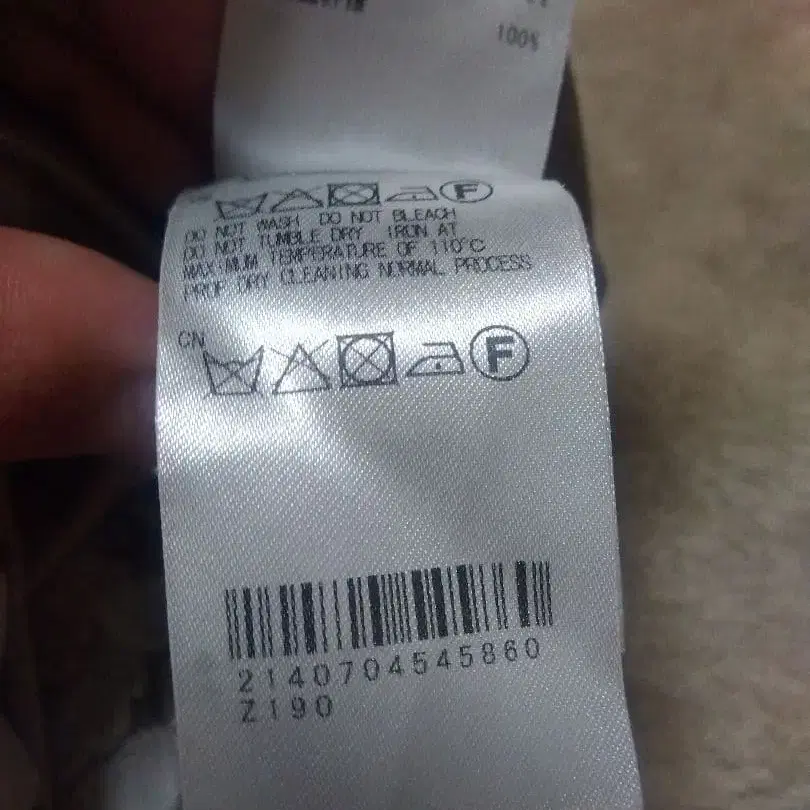 100%
F
DO NOT WASH DO NOT BLEACH
DO NOT TUMBLE DRY IRON AT
MAXIMUM TEMPERATURE OF 110°C
PROF DRY CLEANING NORMAL PROCESS
CN
F
2140704545860
Z190